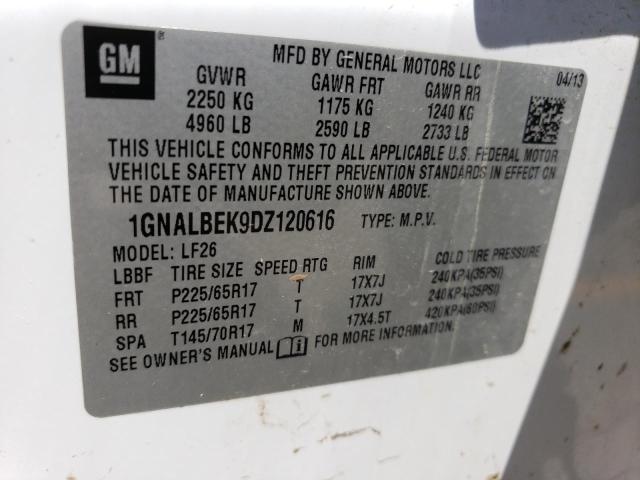 GM
MFD BY GENERAL MOTORS LLC
04/13
GVWR GAWR FRT GAWR RR
2250 KG 1175 KG 1240 KG
4960 LB 2590 LB 2733 LB
THIS VEHICLE CONFORMS TO ALL APPLICABLE U.S. FEDERAL MOTOR
VEHICLE SAFETY AND THEFT PREVENTION STANDARDS IN EFFECT ON
THE DATE OF MANUFACTURE SHOWN ABOVE.
1GNALBEK9DZ120616 TYPE: M.P.V.
MODEL: LF26
LBBF TIRE SIZE SPEED RTG RIM COLD TIRE PRESSURE
FRT P225/65R17 T 17X7J 240KPA(35PSI)
RR P225/65R17 T 17X7J 240KPA(35PSI)
SPA T145/70R17 M 17X4.5T 420KPA(60PSI)
SEE OWNER'S MANUAL i FOR MORE INFORMATION.